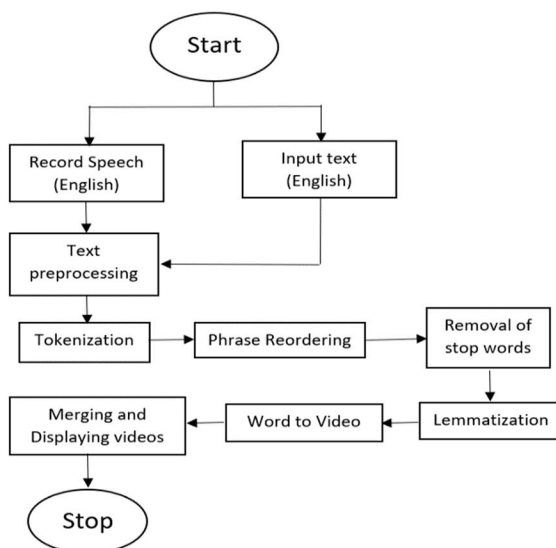 Start
Record Speech
(English)
Input text
(English)
Text
preprocessing
Tokenization
Phrase Reordering
Removal of
stop words
Lemmatization
Word to Video
Merging and
Displaying videos
Stop